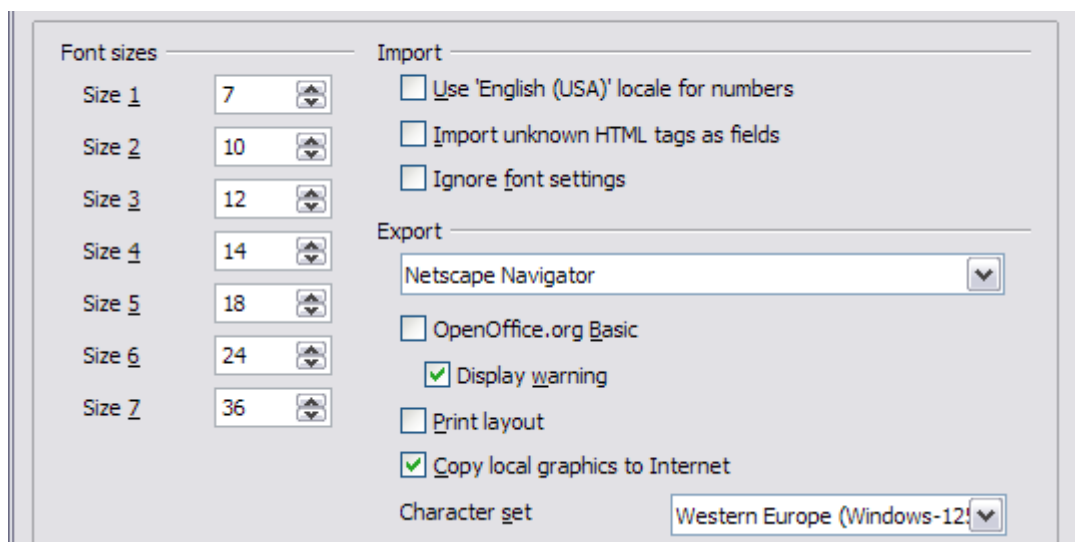 Font sizes
Size 1 7
Size 2 10
Size 3 12
Size 4 14
Size 5 18
Size 6 24
Size 7 36
Import
Use 'English (USA)' locale for numbers
Import unknown HTML tags as fields
Ignore font settings
Export
Netscape Navigator
OpenOffice.org Basic
Display warning
Print layout
Copy local graphics to Internet
Character set Western Europe (Windows-125